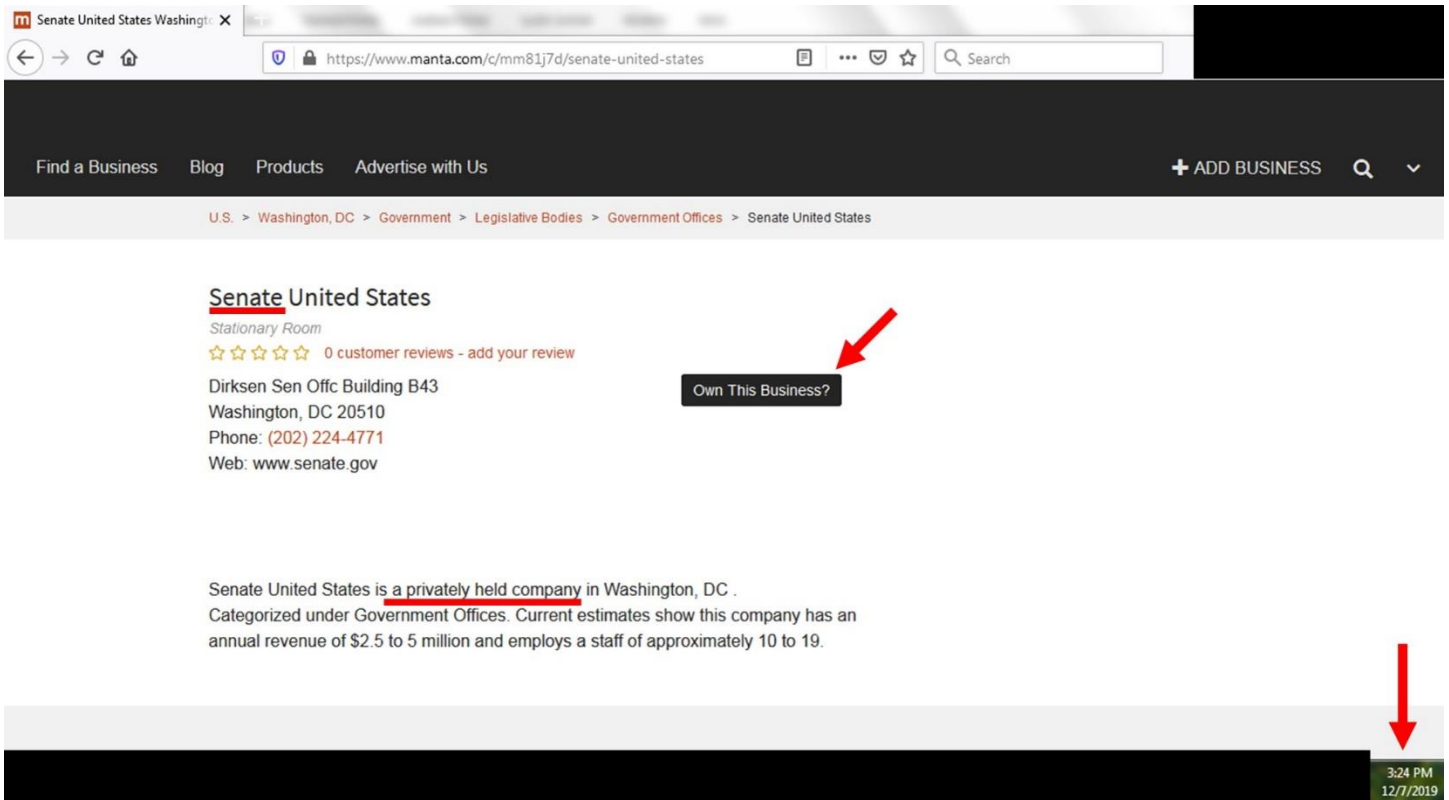 Senate United States Washingto
https://www.manta.com/c/mm81j7d/senate-united-states
Search
Find a Business Blog Products Advertise with Us
ADD BUSINESS
U.S. > Washington, DC > Government > Legislative Bodies > Government Offices > Senate United States
Senate United States
Stationary Room
0 customer reviews - add your review
Dirksen Sen Offc Building B43
Own This Business?
Washington, DC 20510
Phone: (202) 224-4771
Web: www.senate.gov
Senate United States is a privately held company in Washington, DC .
Categorized under Government Offices. Current estimates show this company has an
annual revenue of $2.5 to 5 million and employs a staff of approximately 10 to 19.
3:24 PM
12/7/2019